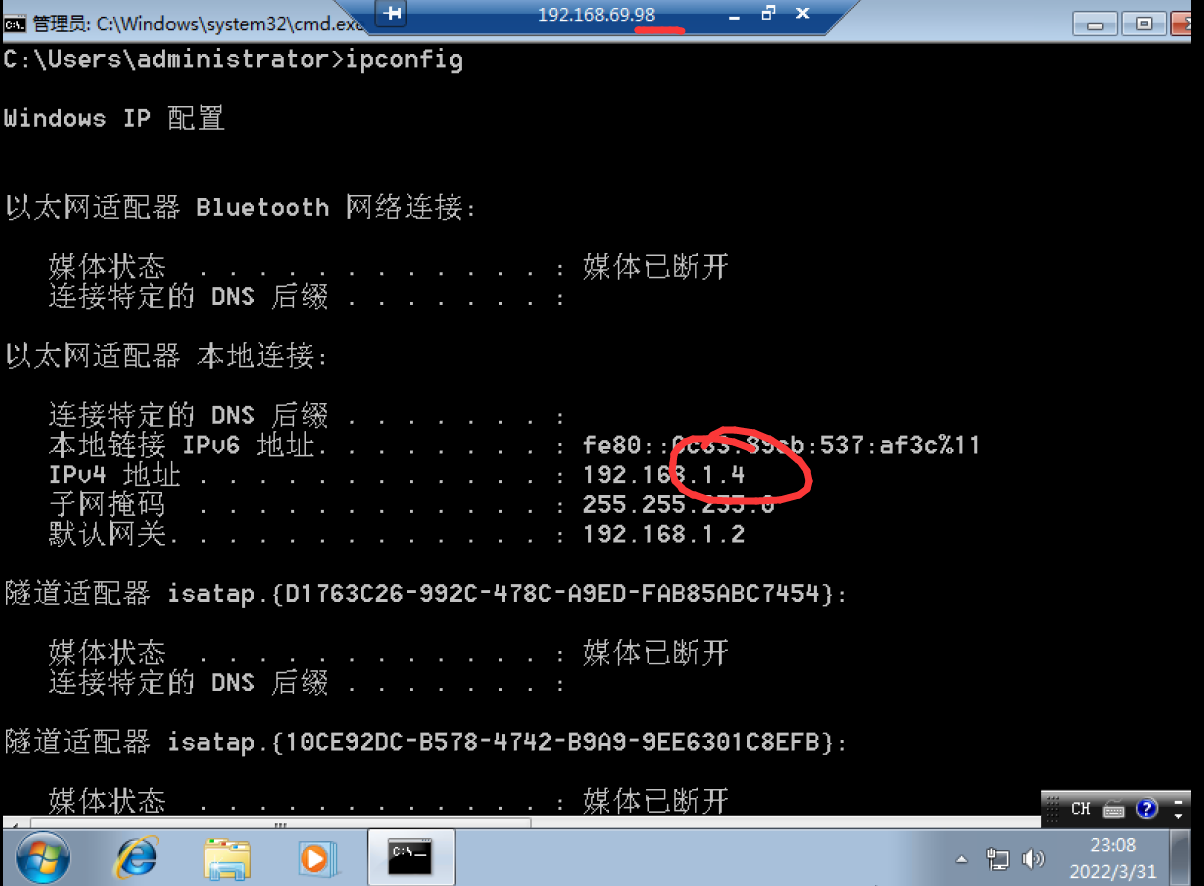 管理员: C:\Windows\system32\cmd.exe
192.168.69.98
C:\Users\administrator>ipconfig
Windows IP 配置
以太网适配器 Bluetooth 网络连接:
媒体状态 . . . . . . . . . . . . : 媒体已断开
连接特定的 DNS 后缀 . . . . . . . :
以太网适配器 本地连接:
连接特定的 DNS 后缀 . . . . . . . :
本地链接 IPv6 地址. . . . . . . . :
IPv4 地址 . . . . . . . . . . . . : 192.168.1.4
子网掩码 . . . . . . . . . . . . : 255.255.255.0
默认网关. . . . . . . . . . . . . : 192.168.1.2
隧道适配器 isatap.{D1763C26-992C-478C-A9ED-FAB85ABC7454}:
媒体状态 . . . . . . . . . . . . : 媒体已断开
连接特定的 DNS 后缀 . . . . . . . :
隧道适配器 isatap.{10CE92DC-B578-4742-B9A9-9EE6301C8EFB}:
媒体状态 . . . . . . . . . . . . : 媒体已断开
CH
C:\
23:08
2022/3/31